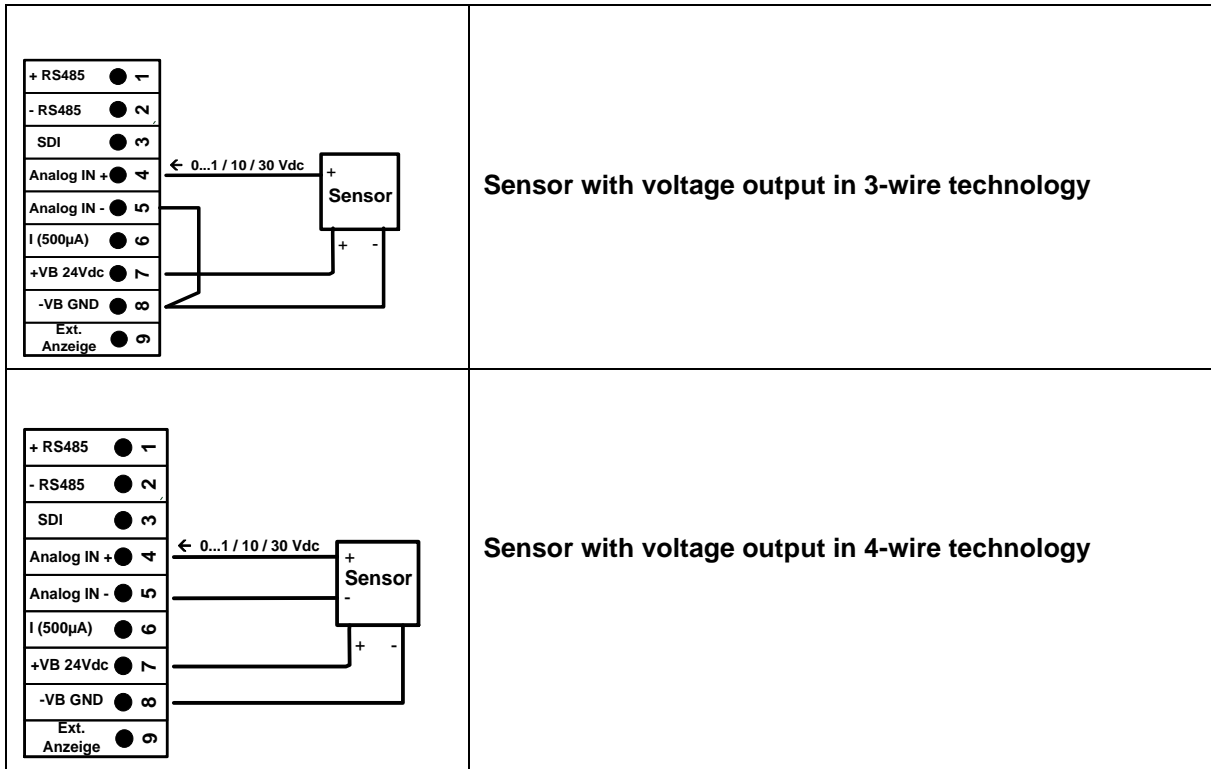 + RS485 1
- RS485 2
SDI 3
Analog IN + 4
← 0...1 / 10 / 30 Vdc
+
Sensor
Analog IN - 5
I (500µA) 6
+ -
+VB 24Vdc 7
-VB GND 8
Ext.
Anzeige 9
Sensor with voltage output in 3-wire technology
+ RS485 1
- RS485 2
SDI 3
Analog IN + 4
← 0...1 / 10 / 30 Vdc
+
Sensor
-
Analog IN - 5
I (500µA) 6
+ -
+VB 24Vdc 7
-VB GND 8
Ext.
Anzeige 9
Sensor with voltage output in 4-wire technology